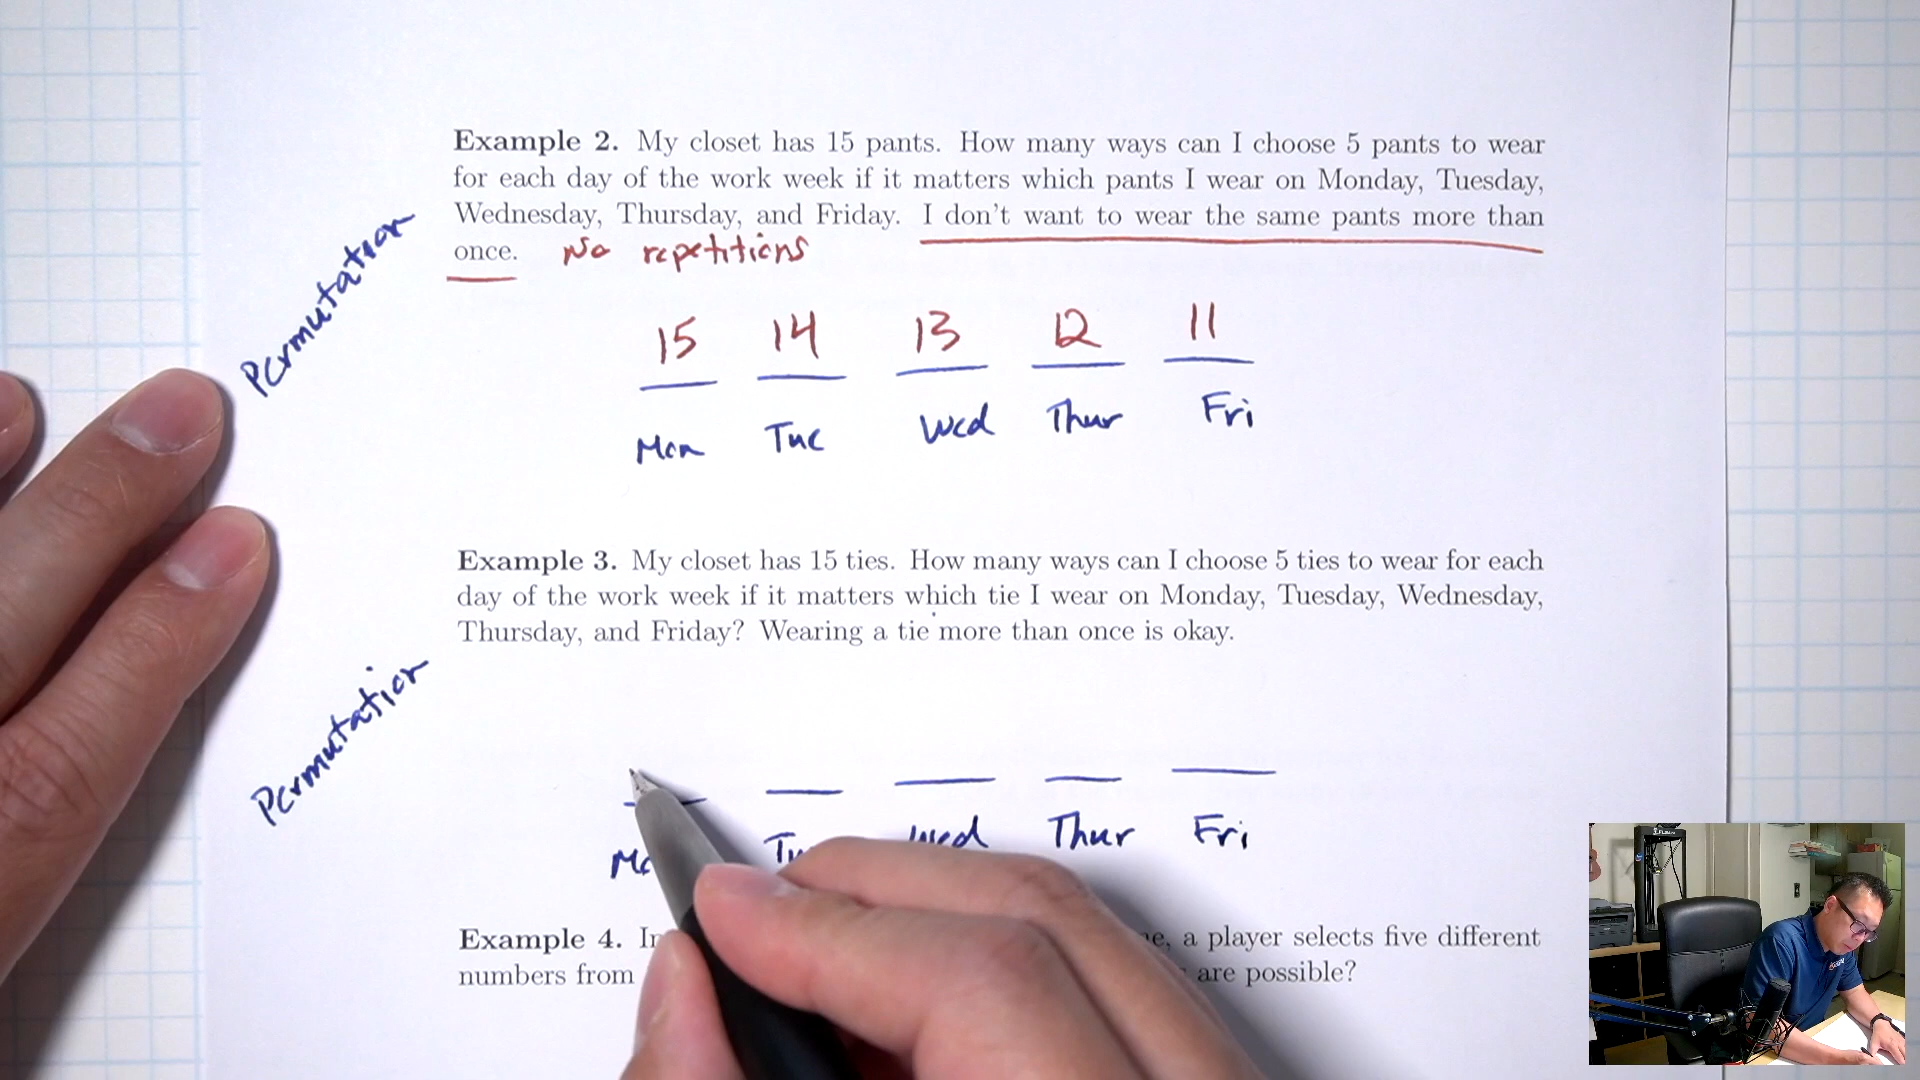 Example 2. My closet has 15 pants. How many ways can I choose 5 pants to wear
for each day of the work week if it matters which pants I wear on Monday, Tuesday,
Wednesday, Thursday, and Friday. I don't want to wear the same pants more than
once. No repetitions
Permutation
15 14 13 12 11
Mon Tue Wed Thur Fri
Example 3. My closet has 15 ties. How many ways can I choose 5 ties to wear for each
day of the work week if it matters which tie I wear on Monday, Tuesday, Wednesday,
Thursday, and Friday? Wearing a tie more than once is okay.
Permutation
Wed Thur Fri
Example 4. a player selects five different
numbers from are possible?